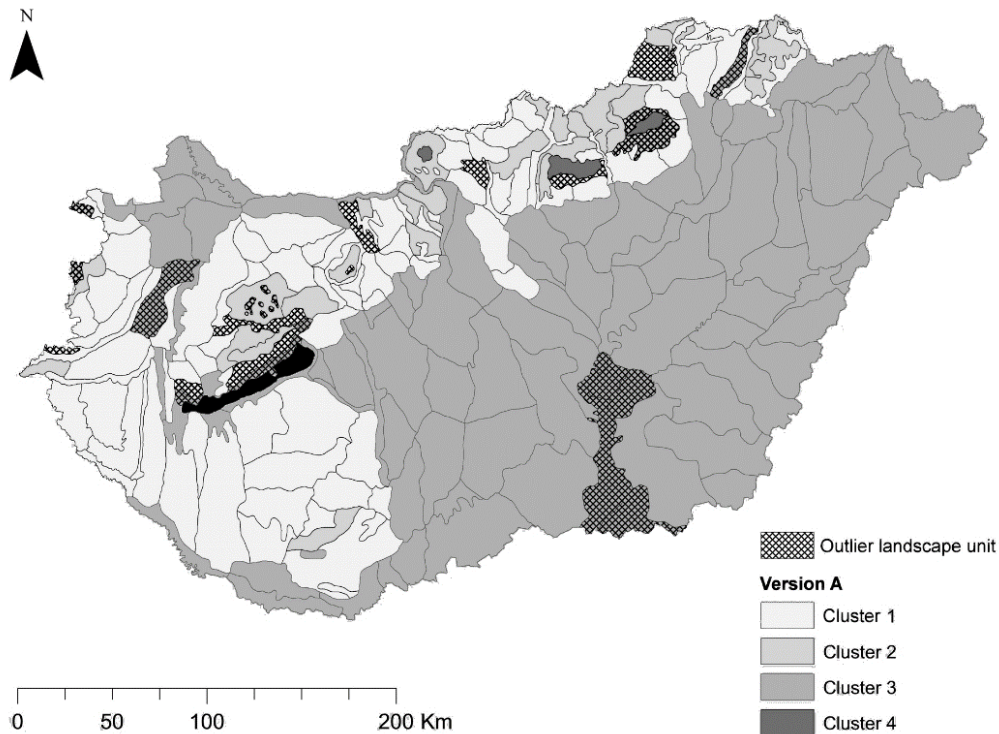 N
Outlier landscape unit
Version A
Cluster 1
Cluster 2
Cluster 3
Cluster 4
0 50 100 200 Km